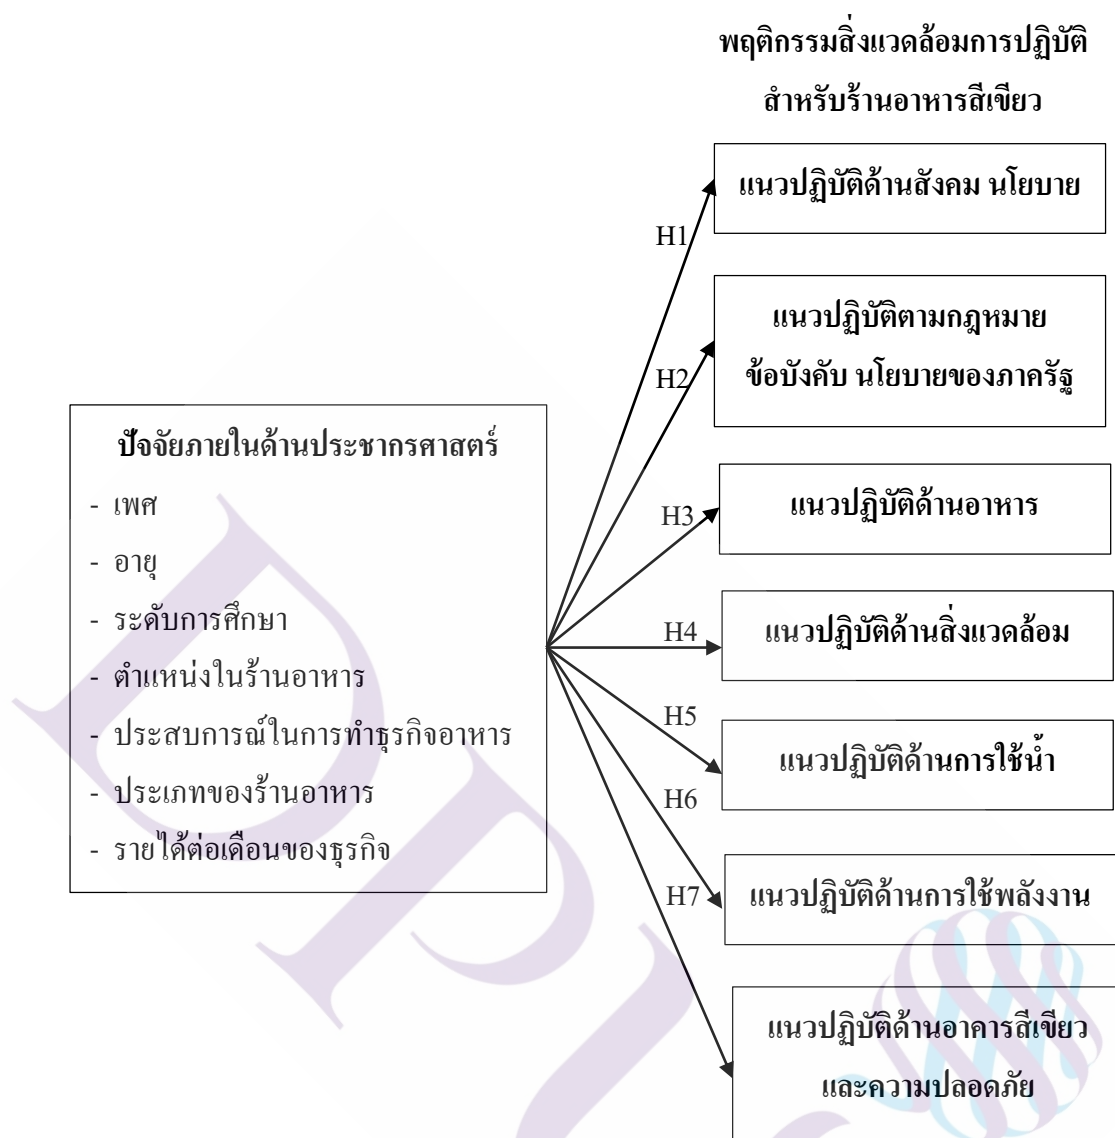 พฤติกรรมสิ่งแวดล้อมการปฏิบัติ
สำหรับร้านอาหารสีเขียว
แนวปฏิบัติด้านสังคม นโยบาย
H1
แนวปฏิบัติตามกฎหมาย
ข้อบังคับ นโยบายของภาครัฐ
H2
ปัจจัยภายในด้านประชากรศาสตร์
- เพศ
- อายุ
- ระดับการศึกษา
- ตำแหน่งในร้านอาหาร
- ประสบการณ์ในการทำธุรกิจอาหาร
- ประเภทของร้านอาหาร
- รายได้ต่อเดือนของธุรกิจ
H3
แนวปฏิบัติด้านอาหาร
H4
แนวปฏิบัติด้านสิ่งแวดล้อม
H5
แนวปฏิบัติด้านการใช้น้ำ
H6
แนวปฏิบัติด้านการใช้พลังงาน
H7
แนวปฏิบัติด้านอาคารสีเขียว
และความปลอดภัย
DPU